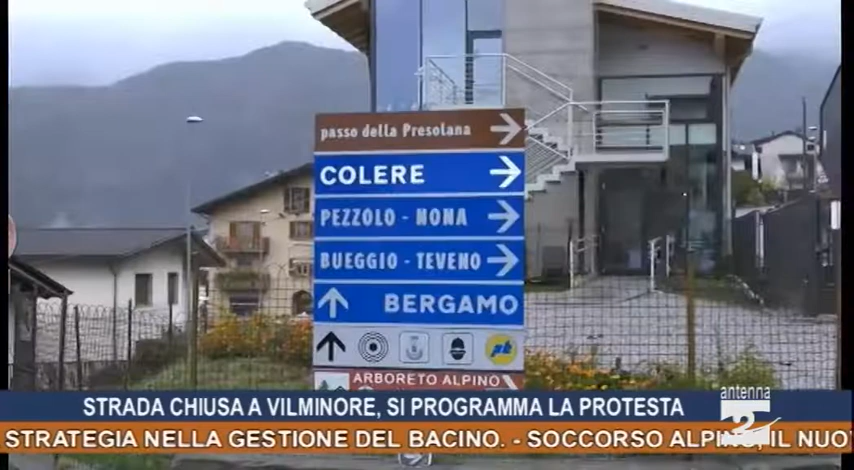 passo della Presolana
COLERE
PEZZOLO - NONA
BUEGGIO - TEVENO
BERGAMO
pt
ARBORETO ALPINO
STRADA CHIUSA A VILMINORE, SI PROGRAMMA LA PROTESTA
antenna
2
STRATEGIA NELLA GESTIONE DEL BACINO. - SOCCORSO ALPINO, IL NUO